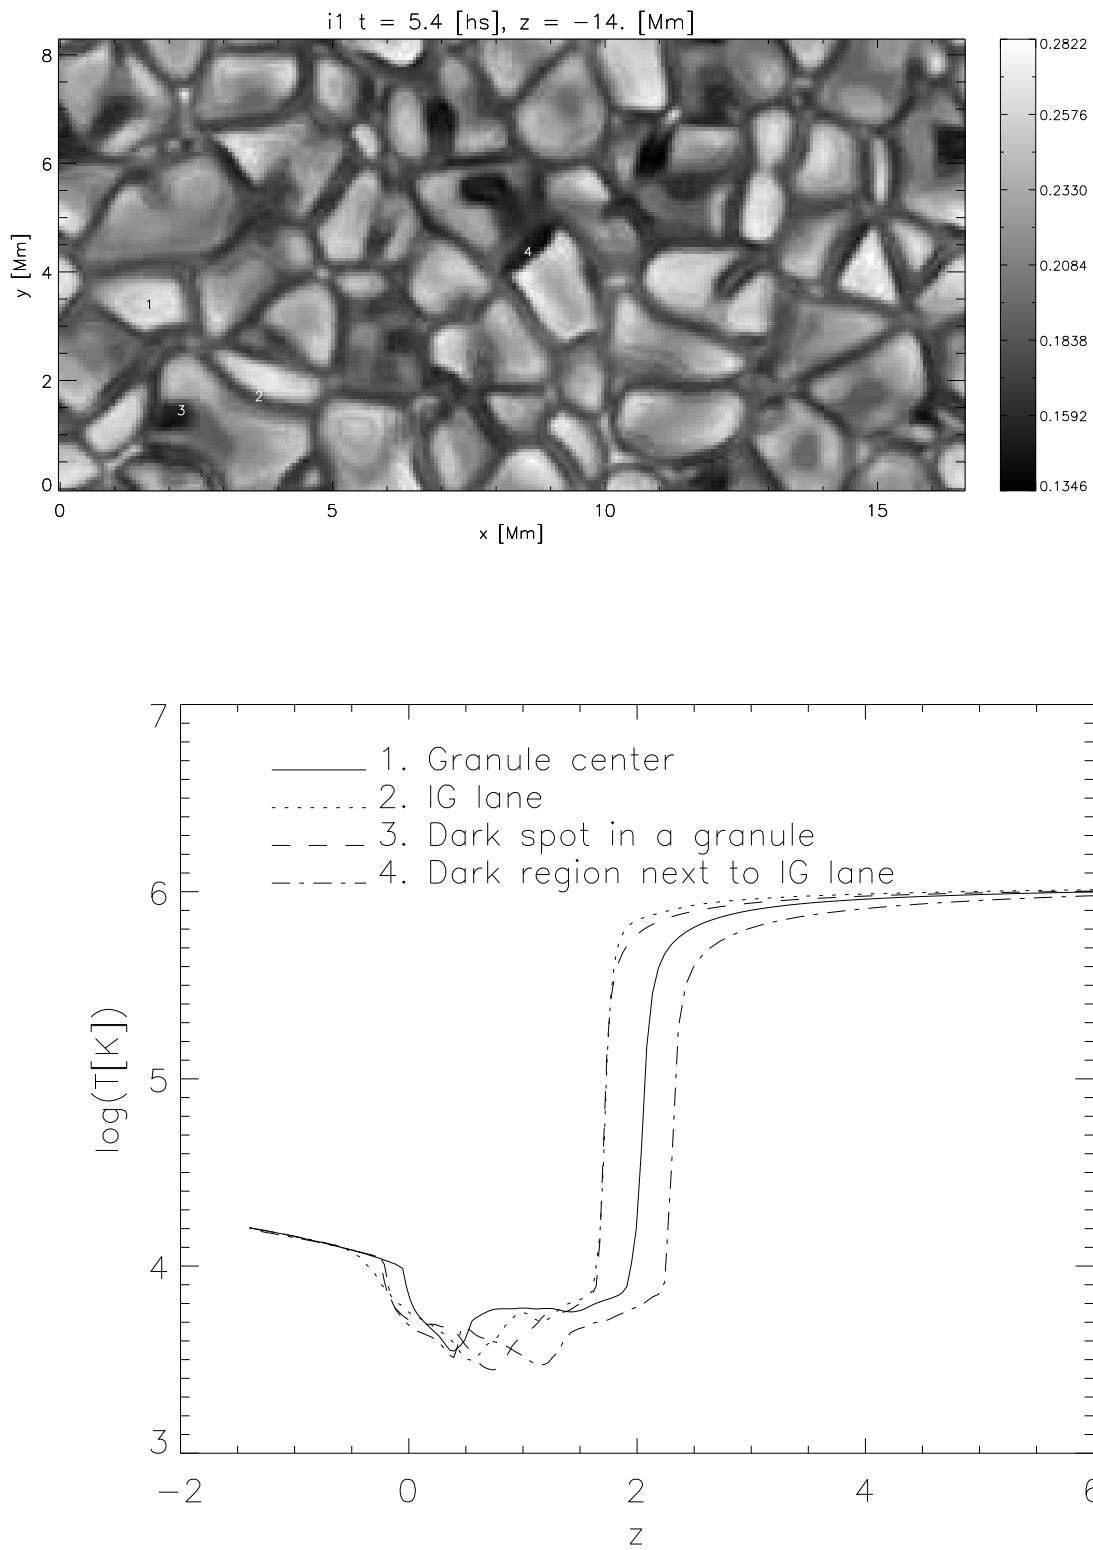 i1 t = 5.4 [hs], z = −14. [Mm]
8
6
4
2
0
y [Mm]
1
2
3
4
0 5 10 15
x [Mm]
0.2822
0.2576
0.2330
0.2084
0.1838
0.1592
0.1346
7
6
5
4
3
log(T[K])
1. Granule center
2. IG lane
3. Dark spot in a granule
4. Dark region next to IG lane
−2 0 2 4 6
z